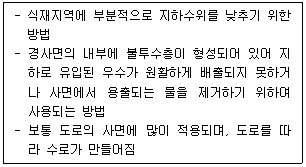 - 식재지역에 부분적으로 지하수위를 낮추기 위한
방법
- 경사면의 내부에 불투수층이 형성되어 있어 지
하로 유입된 우수가 원활하게 배출되지 못하거
나 사면에서 용출되는 물을 제거하기 위하여
사용되는 방법
- 보통 도로의 사면에 많이 적용되며, 도로를 따
라 수로가 만들어짐